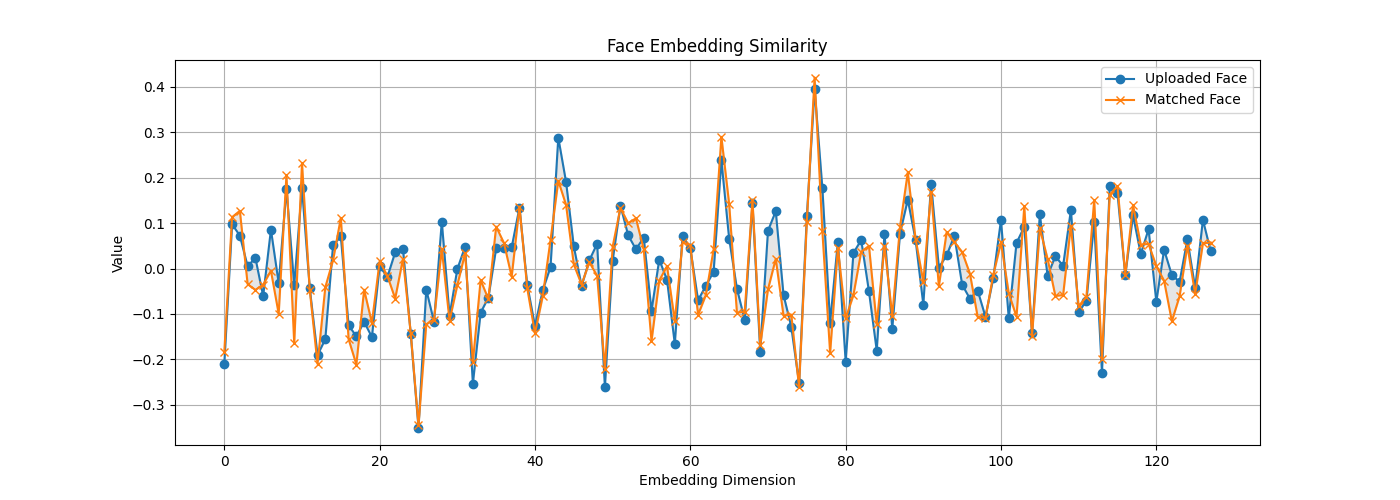 Face Embedding Similarity
Uploaded Face
Matched Face
Value
0.4
0.3
0.2
0.1
0.0
−0.1
−0.2
−0.3
0 20 40 60 80 100 120
Embedding Dimension